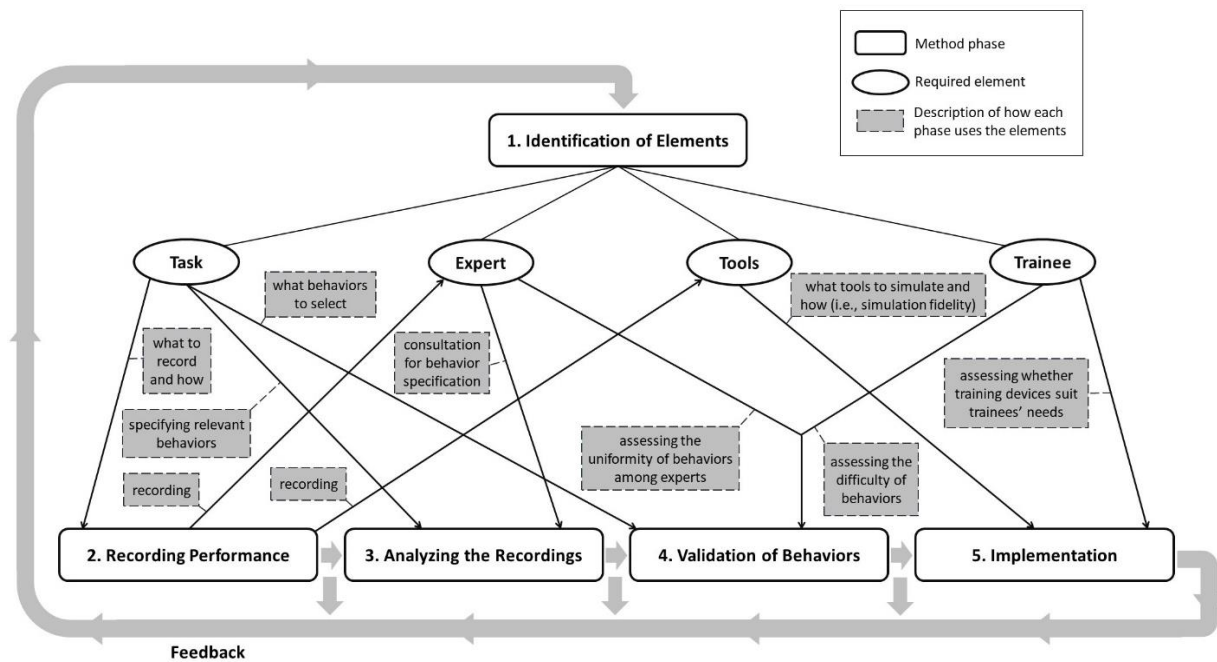 Method phase
Required element
Description of how each
phase uses the elements
1. Identification of Elements
Task
Expert
Tools
Trainee
what behaviors
to select
what tools to simulate and
how (i.e., simulation fidelity)
what to
record
and how
consultation
for behavior
specification
assessing whether
training devices suit
trainees’ needs
specifying relevant
behaviors
assessing the
uniformity of behaviors
among experts
assessing the
difficulty of
behaviors
recording
recording
2. Recording Performance
3. Analyzing the Recordings
4. Validation of Behaviors
5. Implementation
Feedback